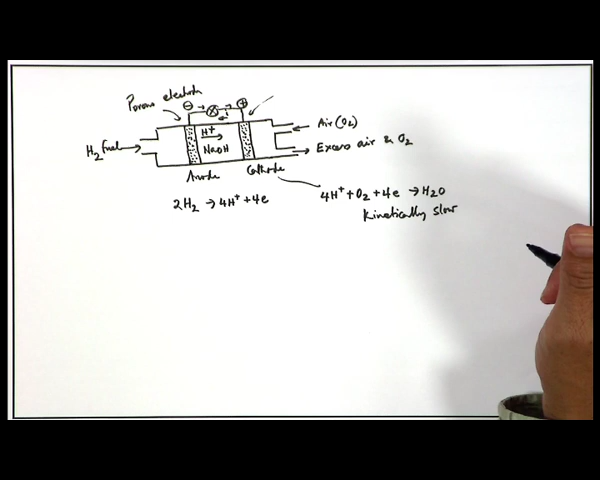 Porous electrode
⊖ → → ⊕
i
H₂ fuel
H⁺
NaOH
Air (O₂)
Excess air & O₂
Anode
Cathode
2H₂ → 4H⁺ + 4e
4H⁺ + O₂ + 4e → H₂O
Kinetically slow